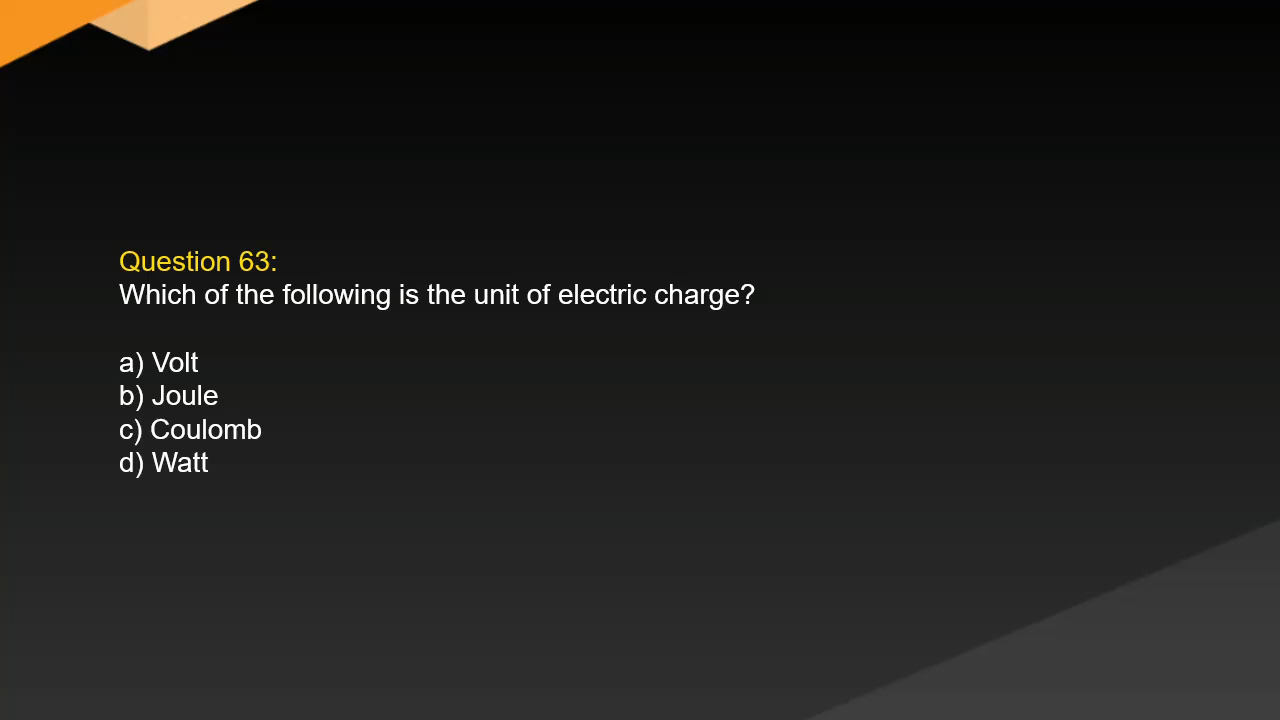 Question 63:
Which of the following is the unit of electric charge?
a) Volt
b) Joule
c) Coulomb
d) Watt